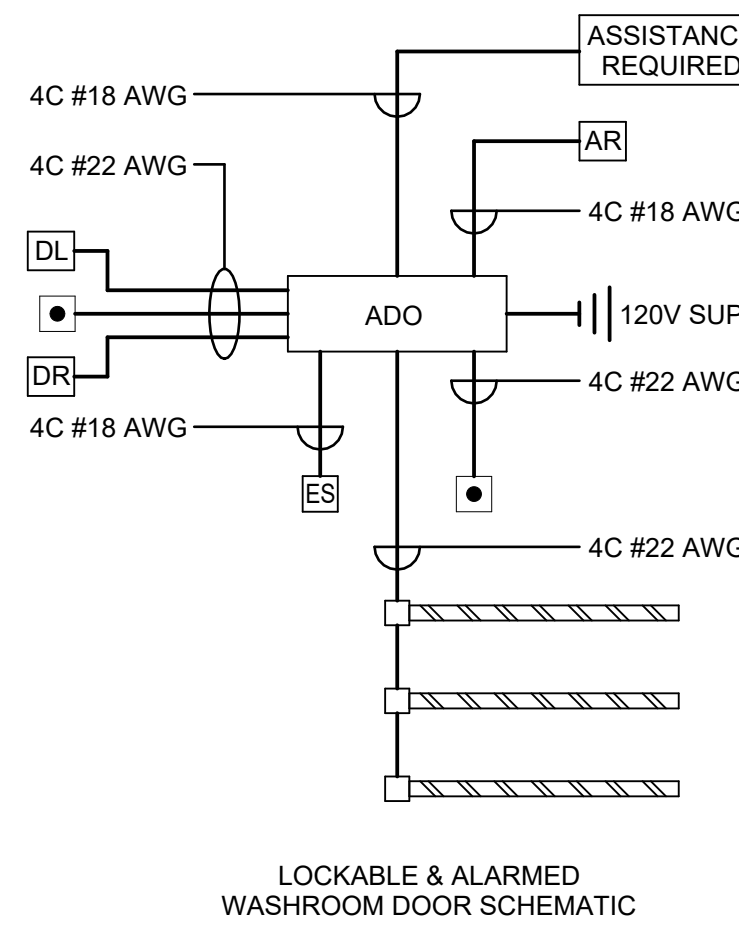 ASSISTANC
REQUIRED
4C #18 AWG
AR
4C #22 AWG
4C #18 AWG
DL
ADO
120V SUP
DR
4C #22 AWG
4C #18 AWG
ES
4C #22 AWG
LOCKABLE & ALARMED
WASHROOM DOOR SCHEMATIC